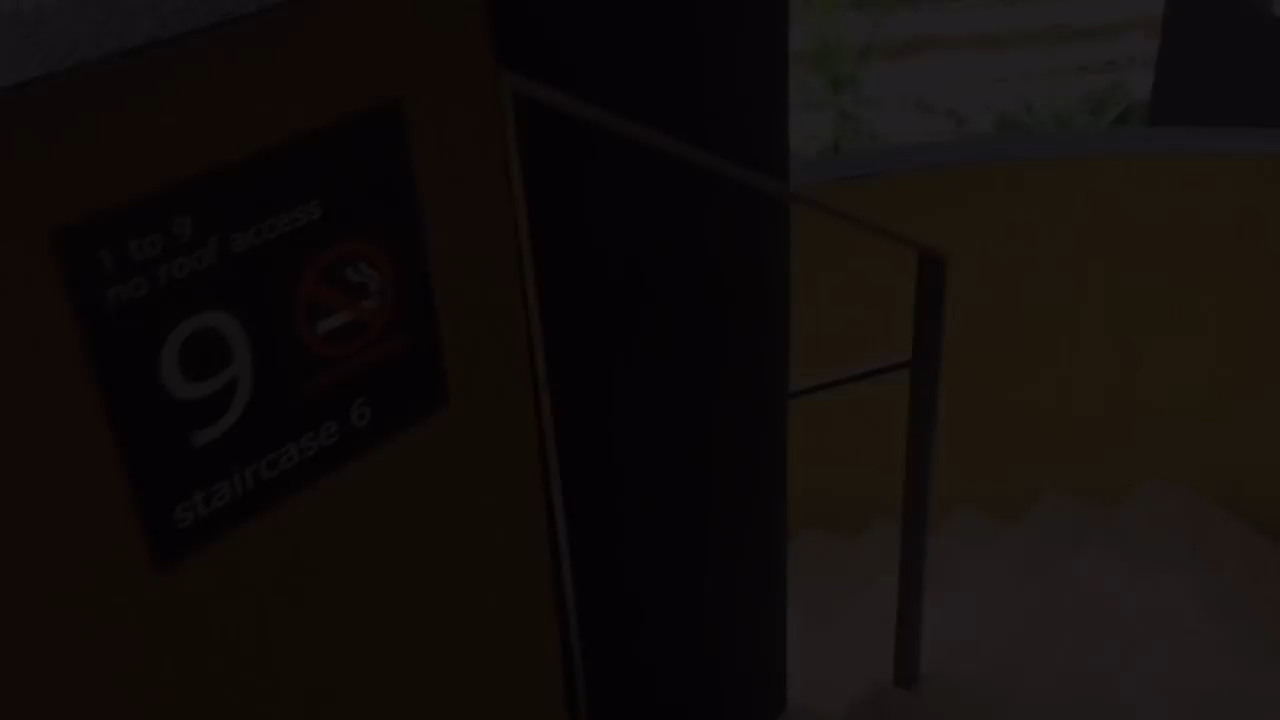 1 to 9
no roof access
9
staircase 6